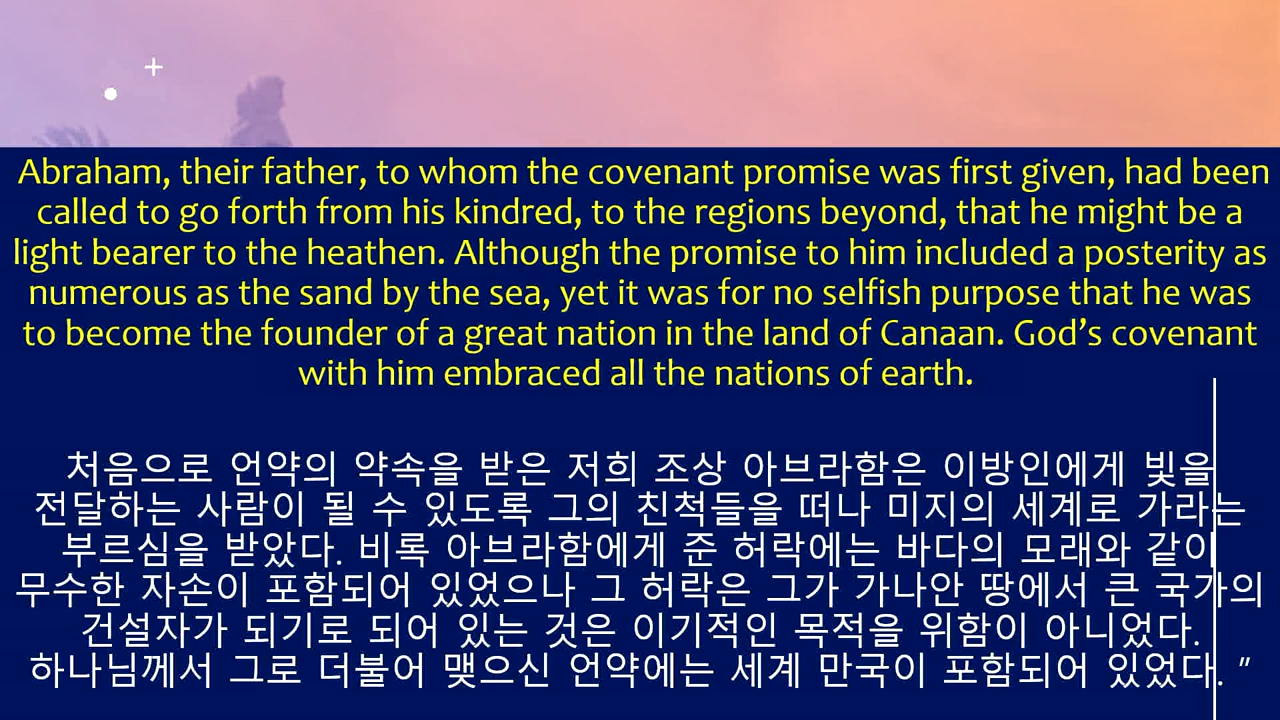 Abraham, their father, to whom the covenant promise was first given, had been
called to go forth from his kindred, to the regions beyond, that he might be a
light bearer to the heathen. Although the promise to him included a posterity as
numerous as the sand by the sea, yet it was for no selfish purpose that he was
to become the founder of a great nation in the land of Canaan. God’s covenant
with him embraced all the nations of earth.
처음으로 언약의 약속을 받은 저희 조상 아브라함은 이방인에게 빛을
전달하는 사람이 될 수 있도록 그의 친척들을 떠나 미지의 세계로 가라는
부르심을 받았다. 비록 아브라함에게 준 허락에는 바다의 모래와 같이
무수한 자손이 포함되어 있었으나 그 허락은 그가 가나안 땅에서 큰 국가의
건설자가 되기로 되어 있는 것은 이기적인 목적을 위함이 아니었다.
하나님께서 그로 더불어 맺으신 언약에는 세계 만국이 포함되어 있었다. ”